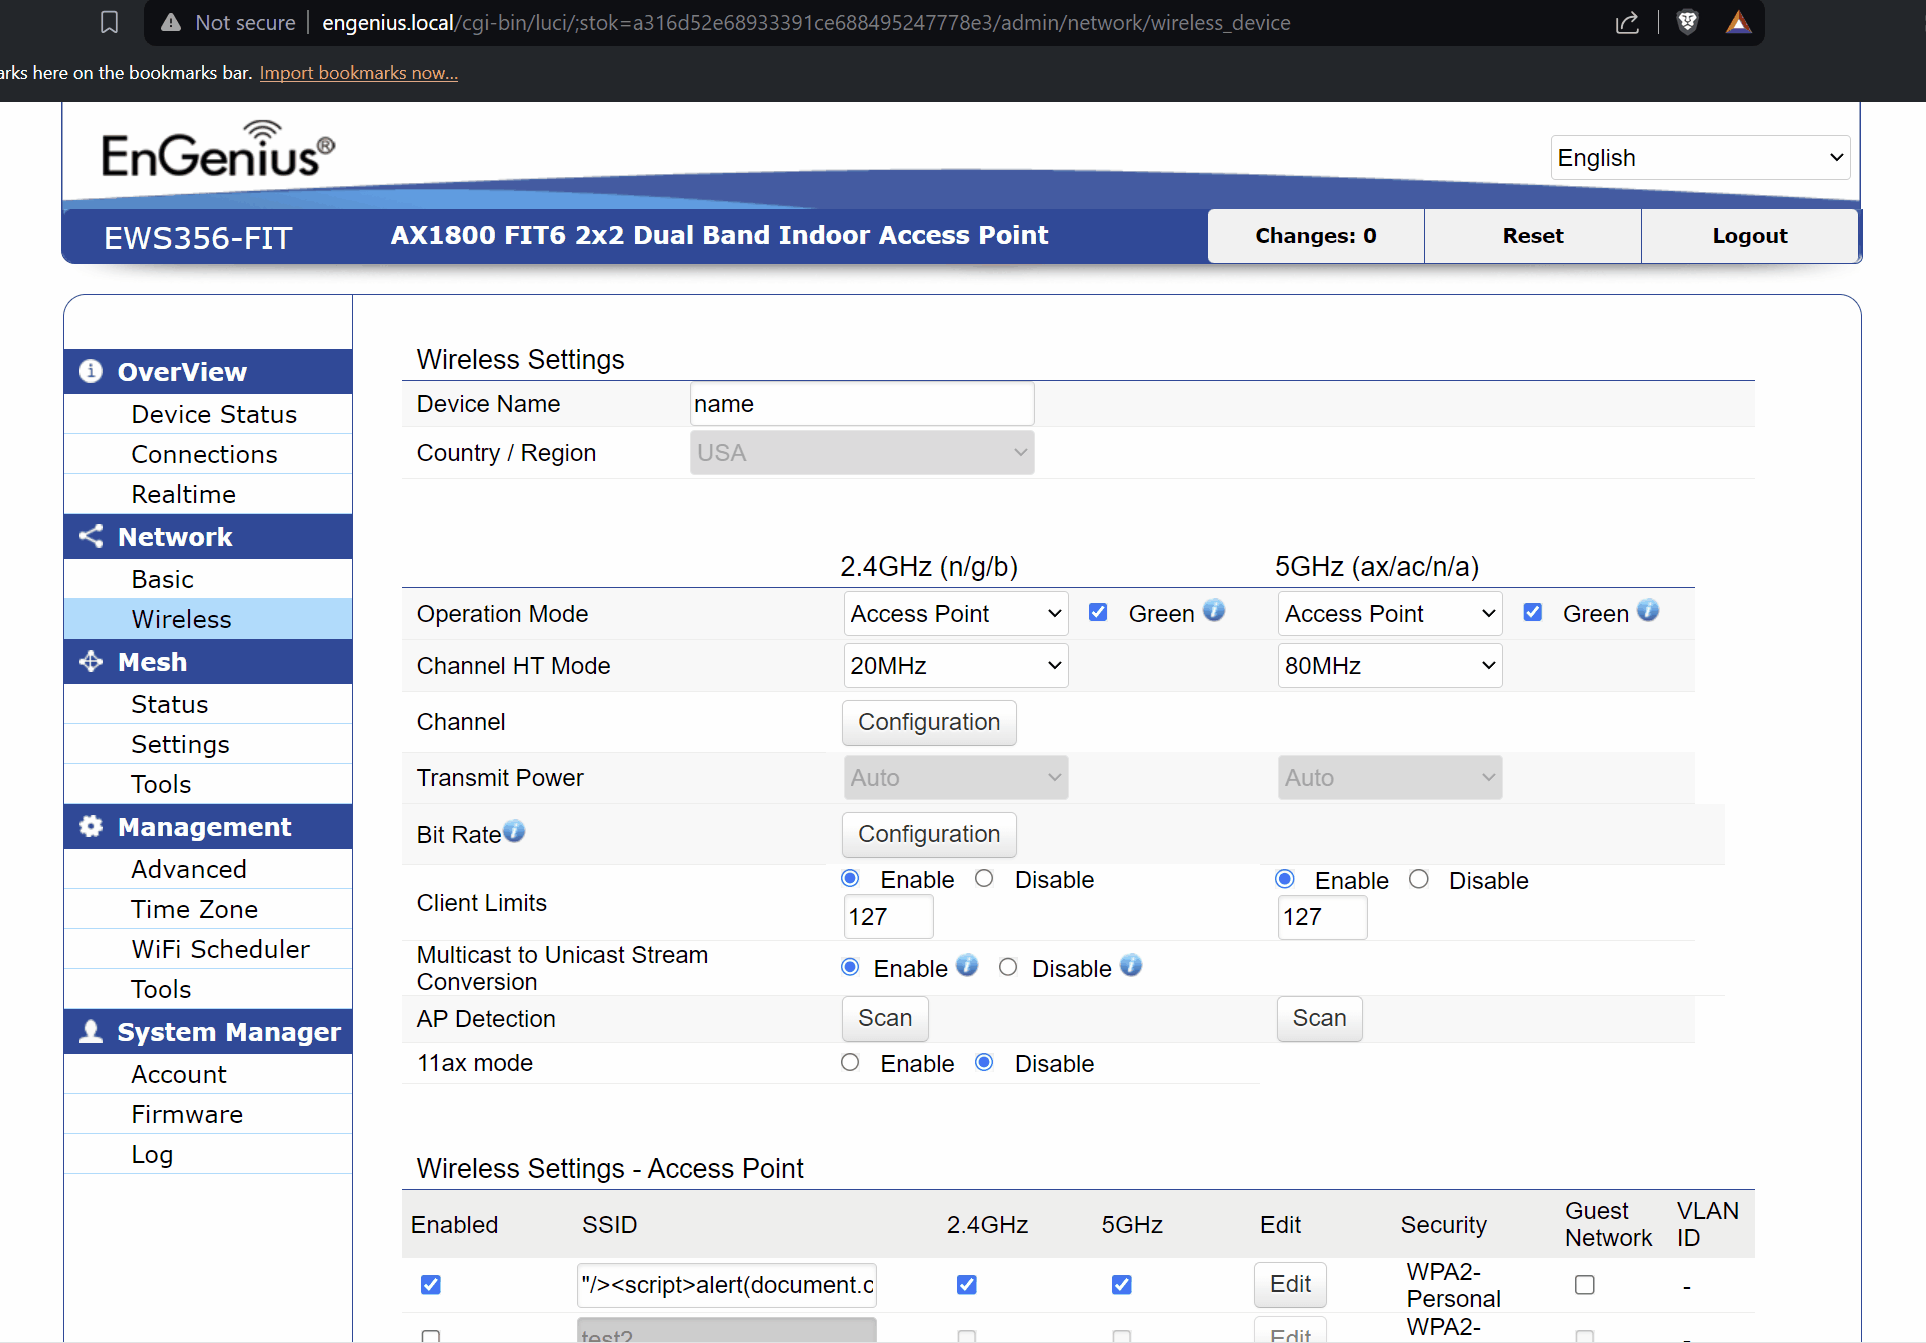 Not secure engenius.local/cgi-bin/luci/;stok=a316d52e68933391ce688495247778e3/admin/network/wireless_device
arks here on the bookmarks bar. Import bookmarks now...
EnGenius®
English
EWS356-FIT AX1800 FIT6 2x2 Dual Band Indoor Access Point Changes: 0 Reset Logout
OverView
Device Status
Connections
Realtime
Network
Basic
Wireless
Mesh
Status
Settings
Tools
Management
Advanced
Time Zone
WiFi Scheduler
Tools
System Manager
Account
Firmware
Log
Wireless Settings
Device Name name
Country / Region USA
2.4GHz (n/g/b) 5GHz (ax/ac/n/a)
Operation Mode Access Point Green Access Point Green
Channel HT Mode 20MHz 80MHz
Channel Configuration
Transmit Power Auto Auto
Bit Rate Configuration
Client Limits Enable Disable Enable Disable
127 127
Multicast to Unicast Stream
Conversion Enable Disable
AP Detection Scan Scan
11ax mode Enable Disable
Wireless Settings - Access Point
Enabled SSID 2.4GHz 5GHz Edit Security Guest Network VLAN ID
"/><script>alert(document.c Edit WPA2-
Personal -
test2 Edit WPA2-